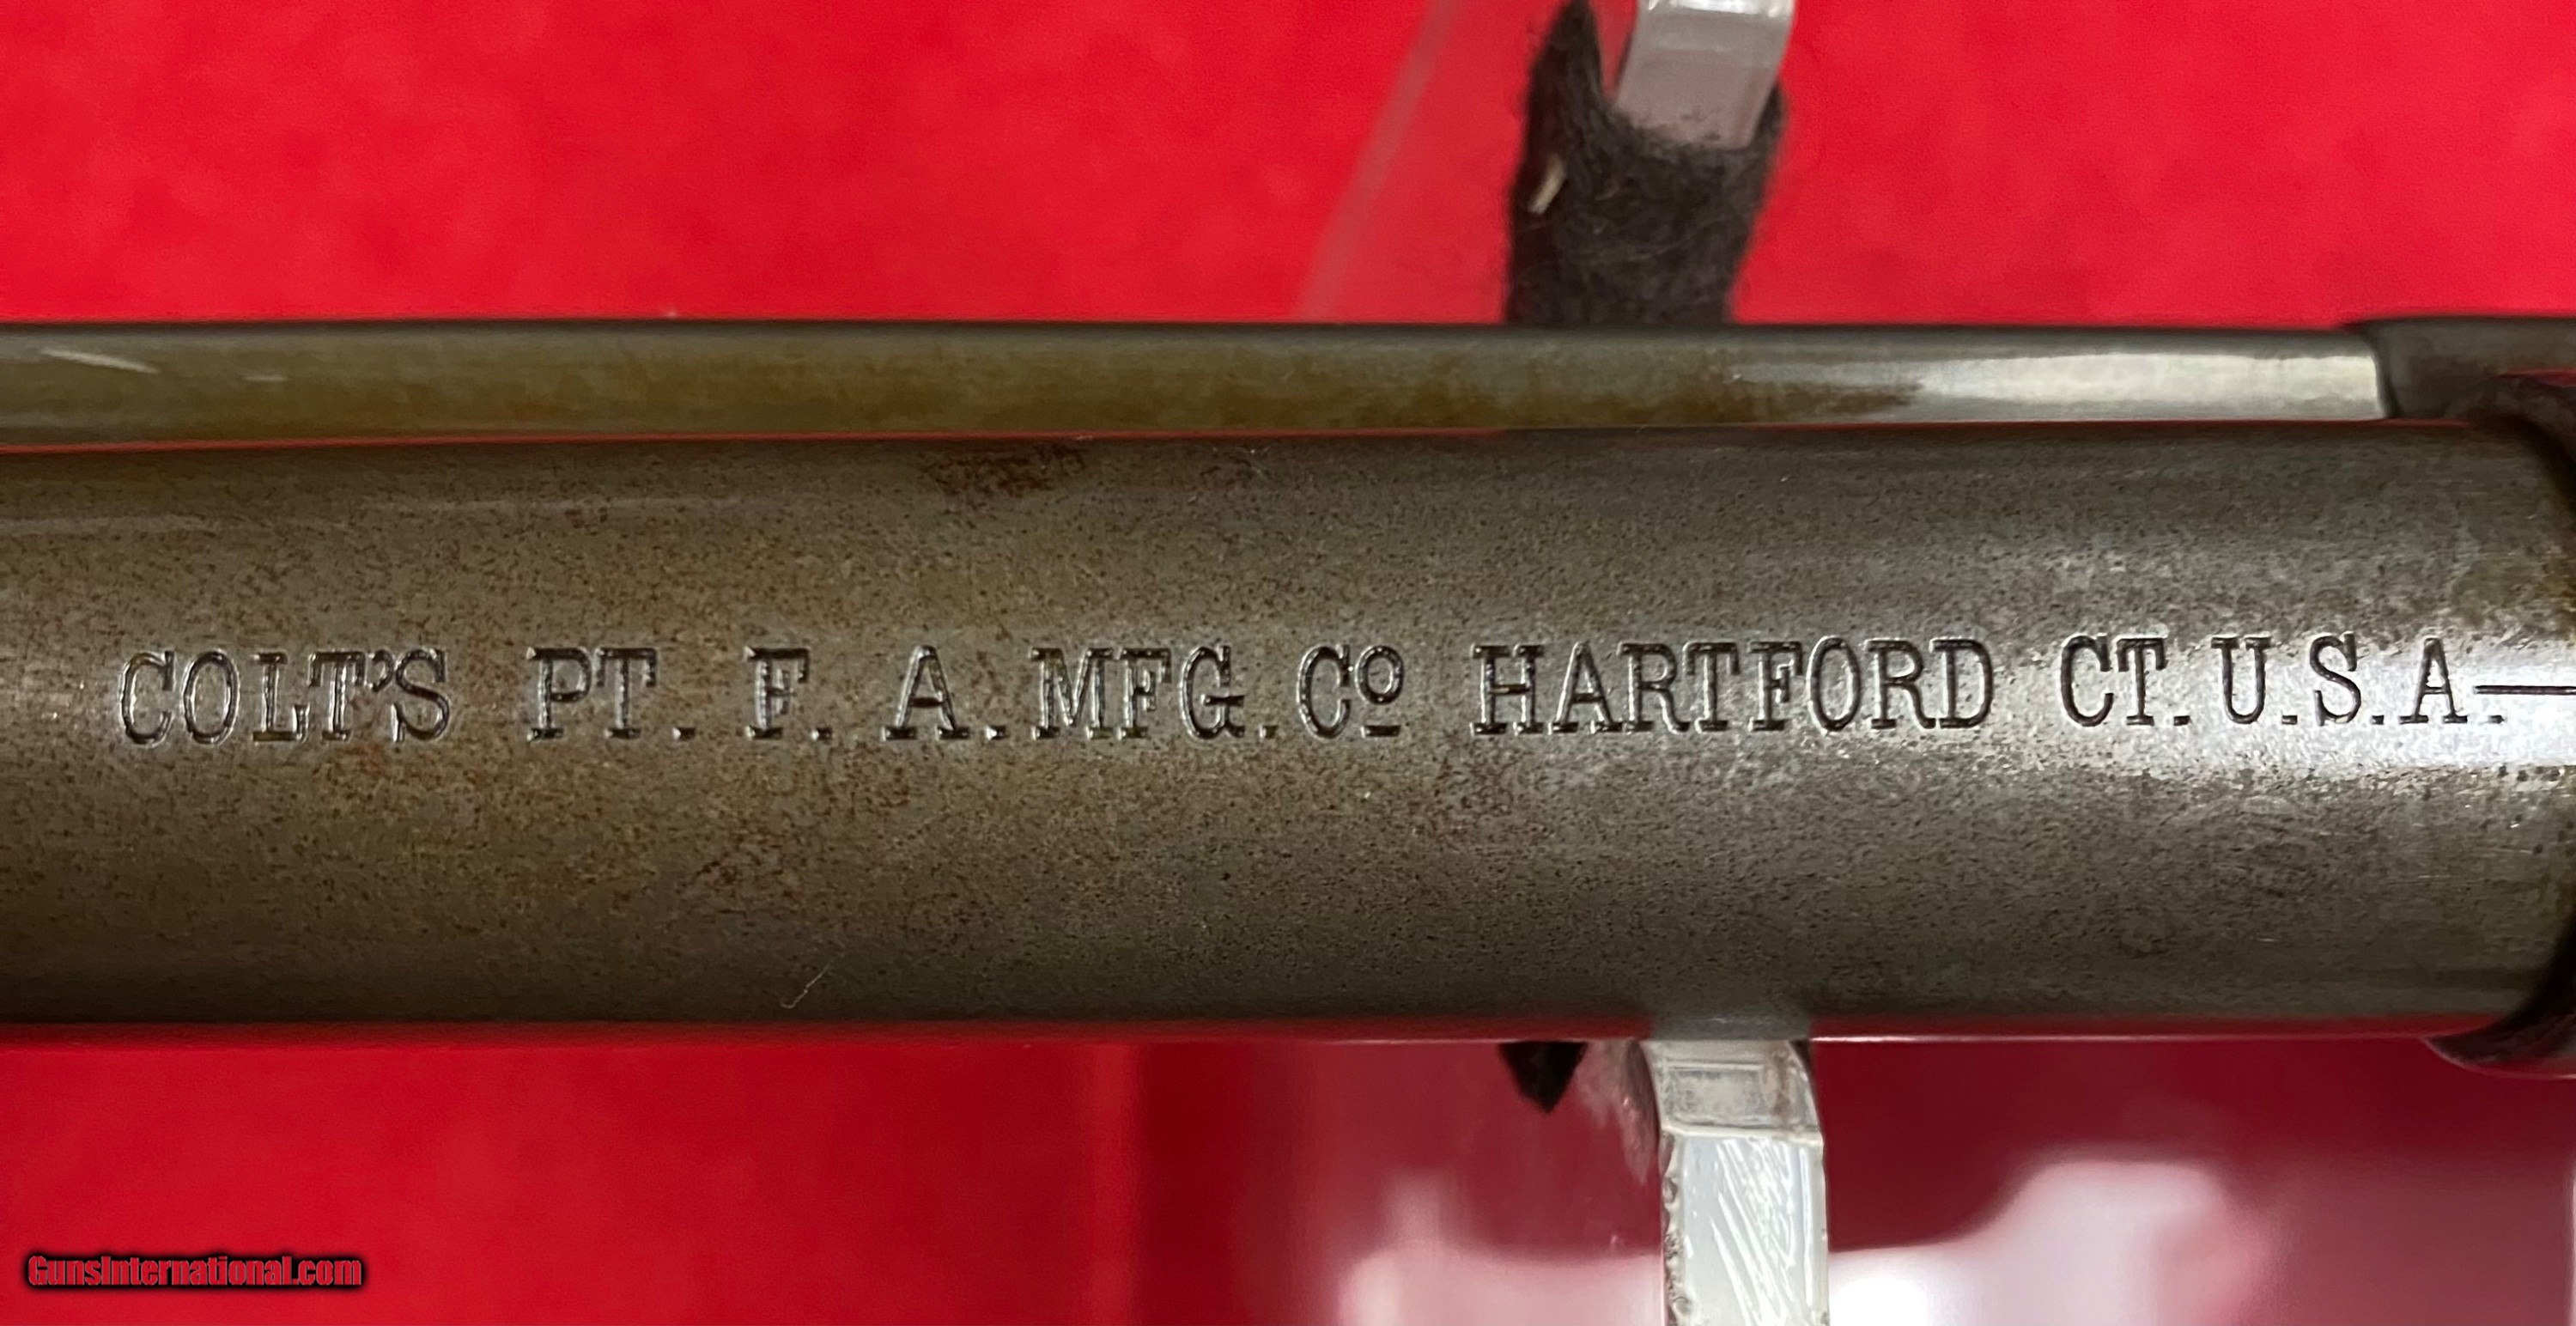 COLT'S PT. F. A. MFG. Co HARTFORD CT. U.S.A.—
GunsInternational.com